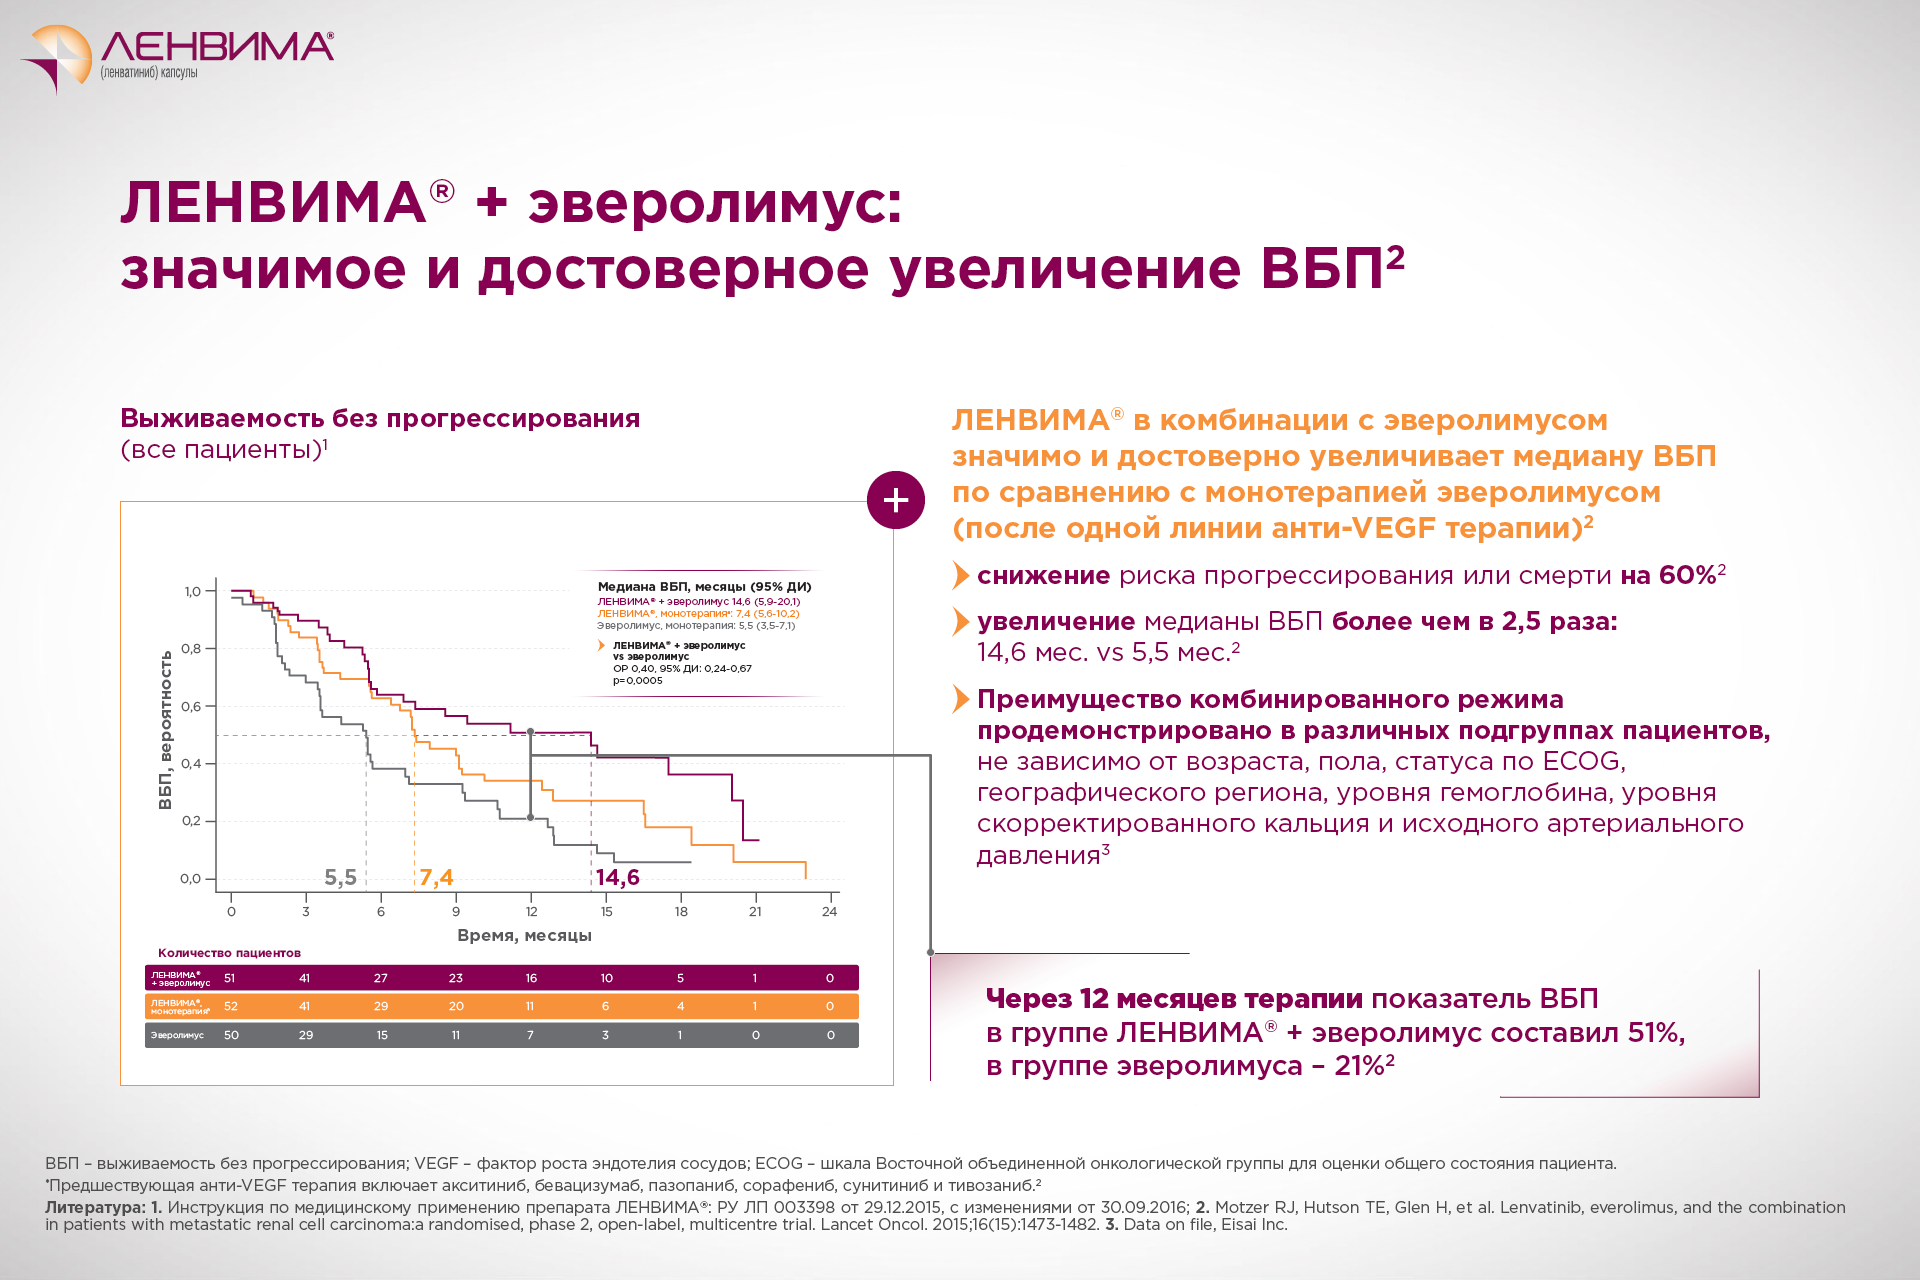 ЛЕНВИМА®
(ленватиниб) капсулы
ЛЕНВИМА® + эверолимус:
значимое и достоверное увеличение ВБП²
Выживаемость без прогрессирования
(все пациенты)¹
+
Медиана ВБП, месяцы (95% ДИ)
ЛЕНВИМА® + эверолимус 14,6 (5,9-20,1)
ЛЕНВИМА®, монотерапия*: 7,4 (5,6-10,2)
Эверолимус, монотерапия: 5,5 (3,5-7,1)
ЛЕНВИМА® + эверолимус
vs эверолимус
ОР 0,40, 95% ДИ: 0,24-0,67
p=0,0005
ВБП, вероятность
1,0
0,8
0,6
0,4
0,2
0,0
5,5 7,4 14,6
0 3 6 9 12 15 18 21 24
Время, месяцы
Количество пациентов
ЛЕНВИМА®
+ эверолимус 51 41 27 23 16 10 5 1 0
ЛЕНВИМА®,
монотерапия* 52 41 29 20 11 6 4 1 0
Эверолимус 50 29 15 11 7 3 1 0 0
ЛЕНВИМА® в комбинации с эверолимусом
значимо и достоверно увеличивает медиану ВБП
по сравнению с монотерапией эверолимусом
(после одной линии анти-VEGF терапии)²
снижение риска прогрессирования или смерти на 60%²
увеличение медианы ВБП более чем в 2,5 раза:
14,6 мес. vs 5,5 мес.²
Преимущество комбинированного режима
продемонстрировано в различных подгруппах пациентов,
не зависимо от возраста, пола, статуса по ECOG,
географического региона, уровня гемоглобина, уровня
скорректированного кальция и исходного артериального
давления³
Через 12 месяцев терапии показатель ВБП
в группе ЛЕНВИМА® + эверолимус составил 51%,
в группе эверолимуса – 21%²
ВБП – выживаемость без прогрессирования; VEGF – фактор роста эндотелия сосудов; ECOG – шкала Восточной объединенной онкологической группы для оценки общего состояния пациента.
*Предшествующая анти-VEGF терапия включает акситиниб, бевацизумаб, пазопаниб, сорафениб, сунитиниб и тивозаниб.²
Литература: 1. Инструкция по медицинскому применению препарата ЛЕНВИМА®: РУ ЛП 003398 от 29.12.2015, с изменениями от 30.09.2016; 2. Motzer RJ, Hutson TE, Glen H, et al. Lenvatinib, everolimus, and the combination
in patients with metastatic renal cell carcinoma:a randomised, phase 2, open-label, multicentre trial. Lancet Oncol. 2015;16(15):1473-1482. 3. Data on file, Eisai Inc.